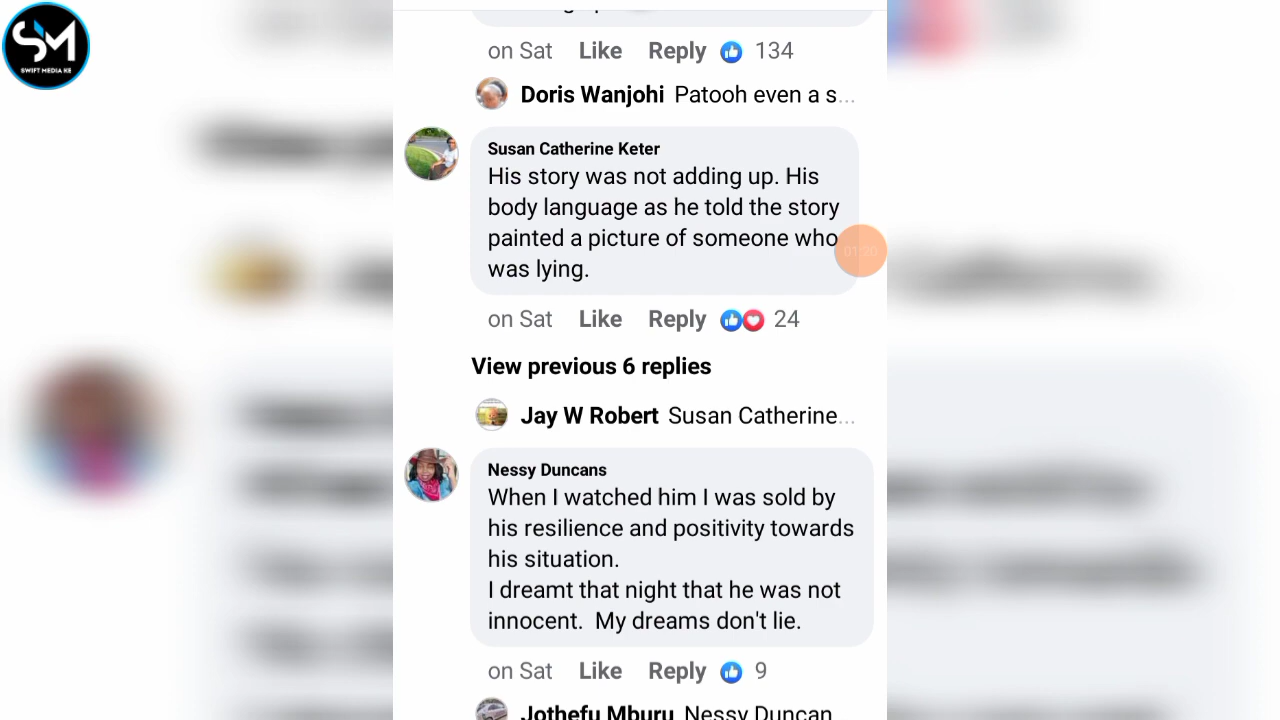 SM
SWIFT MEDIA KE
on Sat Like Reply 134
Doris Wanjohi Patooh even a s...
Susan Catherine Keter
His story was not adding up. His
body language as he told the story
painted a picture of someone who
was lying.
01:20
on Sat Like Reply 24
View previous 6 replies
Jay W Robert Susan Catherine...
Nessy Duncans
When I watched him I was sold by
his resilience and positivity towards
his situation.
I dreamt that night that he was not
innocent.  My dreams don't lie.
on Sat Like Reply 9
Jothefu Mburu Nessy Duncan